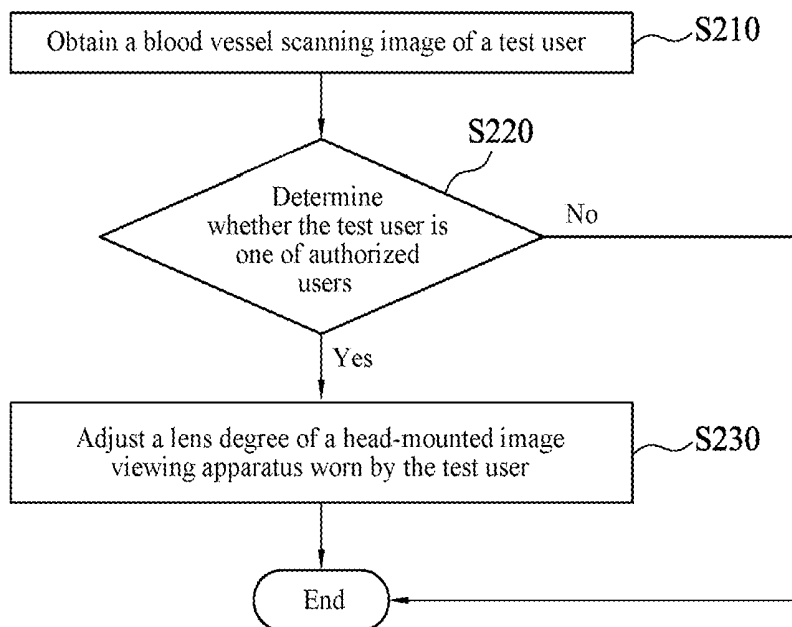 Obtain a blood vessel scanning image of a test user
S210
S220
Determine
whether the test user is
one of authorized
users
No
Yes
Adjust a lens degree of a head-mounted image
viewing apparatus worn by the test user
S230
End